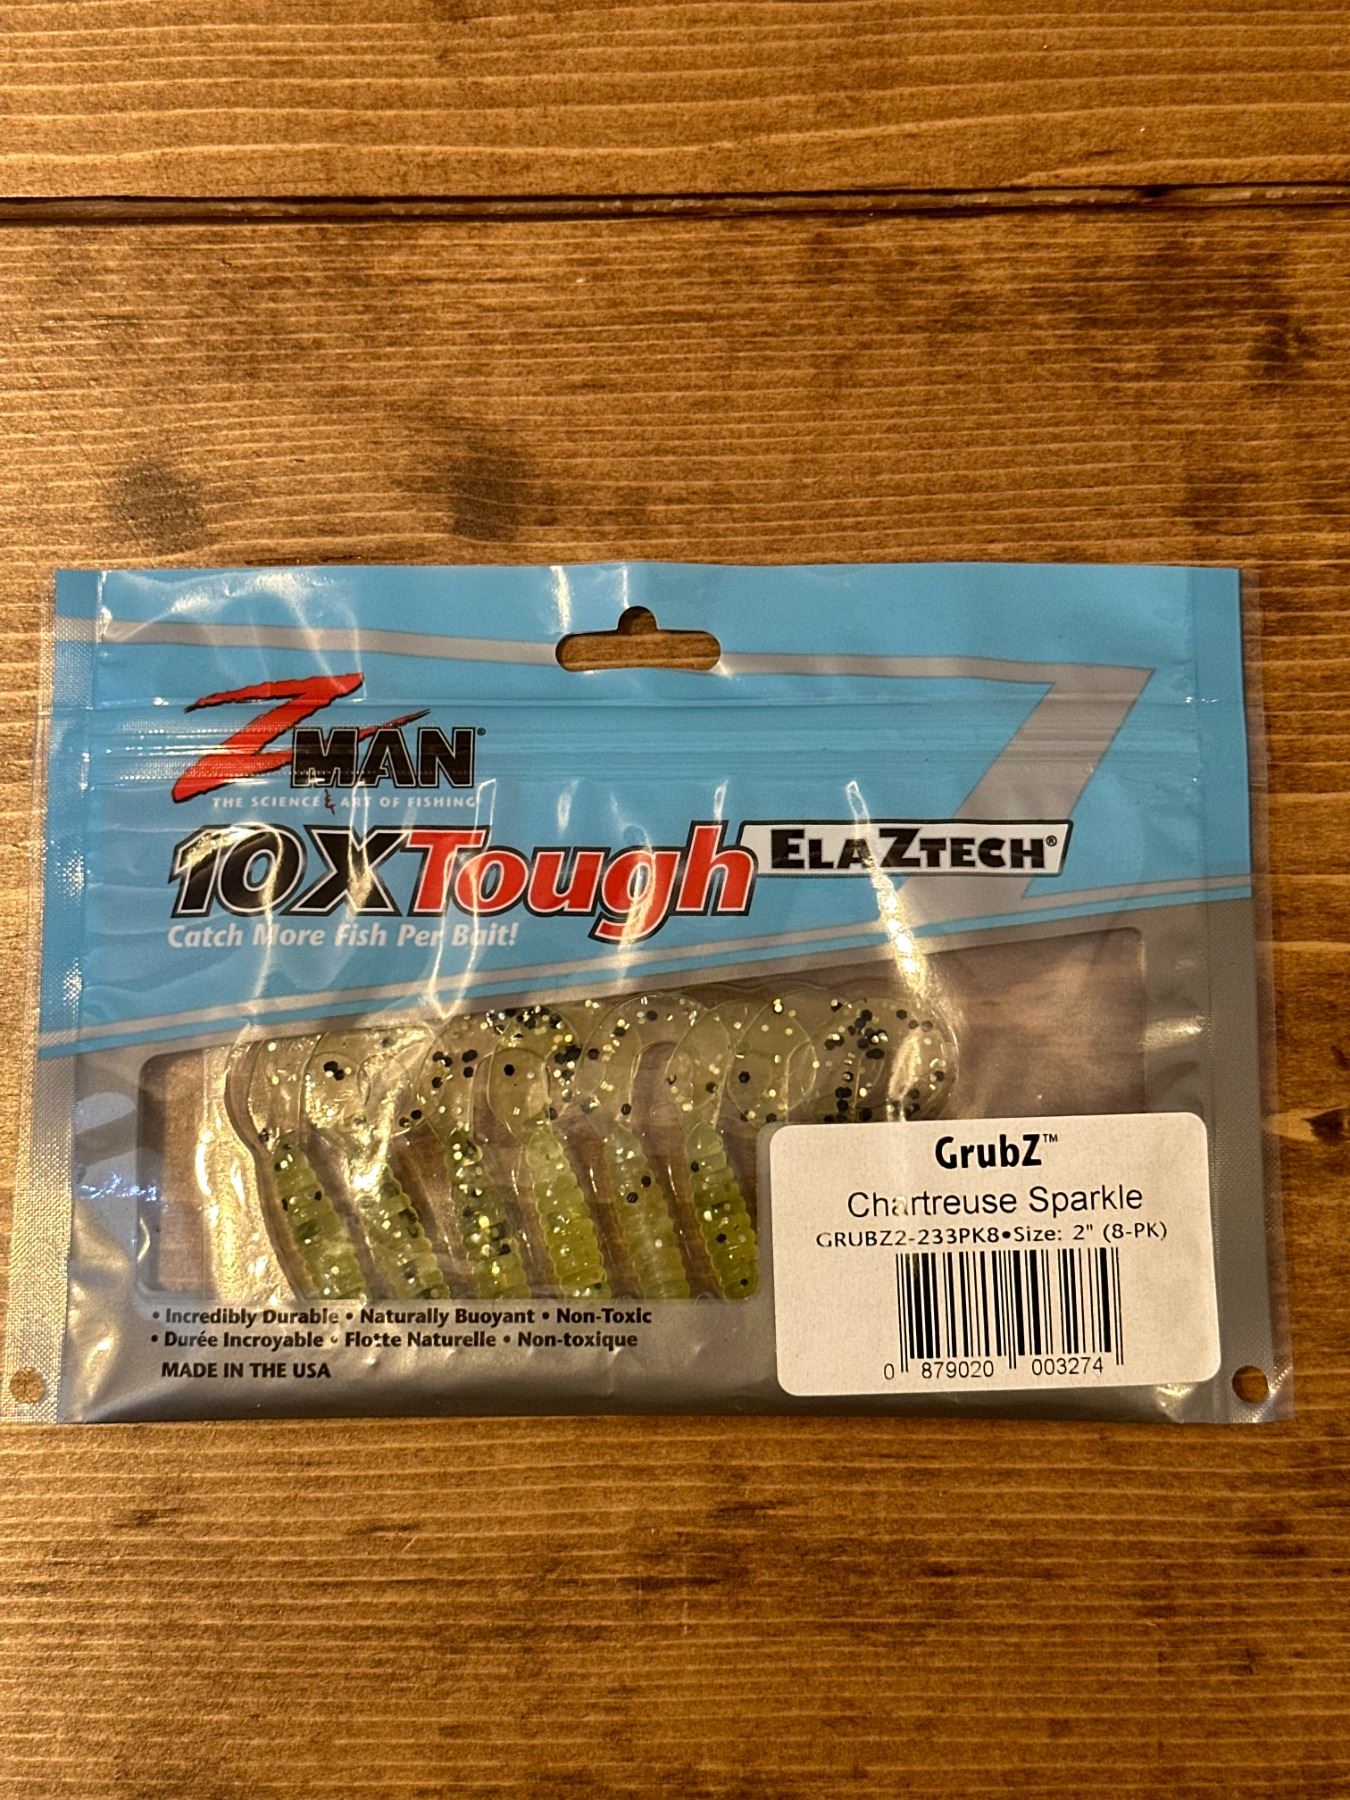 ZMAN®
THE SCIENCE & ART OF FISHING
10X Tough ELAZTECH®
Catch More Fish Per Bait!
GrubZ™
Chartreuse Sparkle
GRUBZ2-233PK8•Size: 2" (8-PK)
0 879020 003274
• Incredibly Durable • Naturally Buoyant • Non-Toxic
• Durée Incroyable • Flotte Naturelle • Non-toxique
MADE IN THE USA